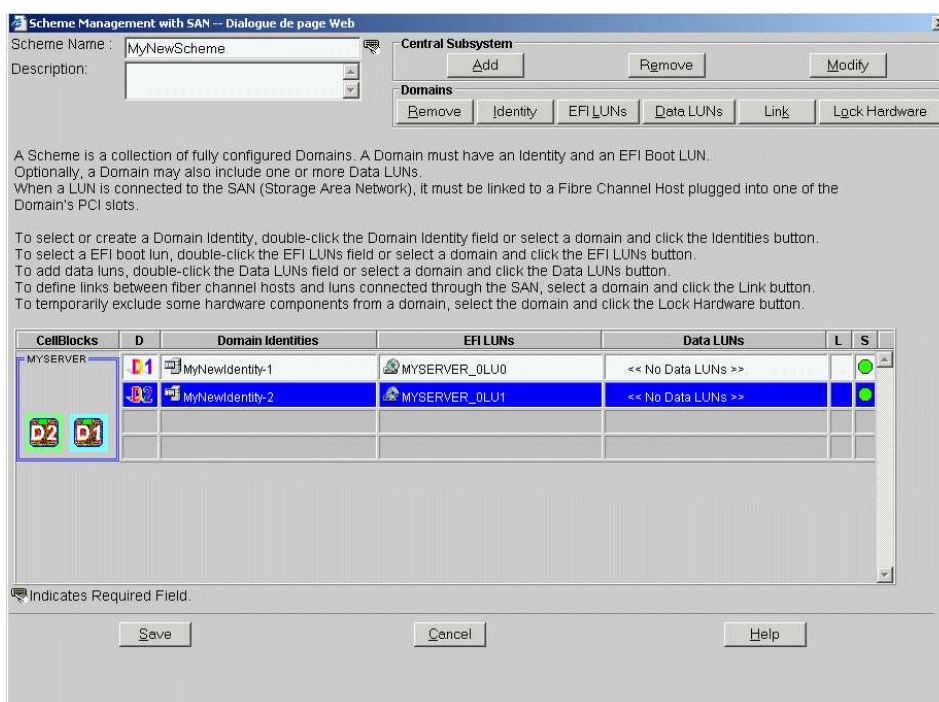 Scheme Management with SAN -- Dialogue de page Web
Scheme Name : MyNewScheme
Description:
Central Subsystem
Add Remove Modify
Domains
Remove Identity EFI LUNs Data LUNs Link Lock Hardware
A Scheme is a collection of fully configured Domains. A Domain must have an Identity and an EFI Boot LUN.
Optionally, a Domain may also include one or more Data LUNs.
When a LUN is connected to the SAN (Storage Area Network), it must be linked to a Fibre Channel Host plugged into one of the
Domain's PCI slots.
To select or create a Domain Identity, double-click the Domain Identity field or select a domain and click the Identities button.
To select a EFI boot lun, double-click the EFI LUNs field or select a domain and click the EFI LUNs button.
To add data luns, double-click the Data LUNs field or select a domain and click the Data LUNs button.
To define links between fiber channel hosts and luns connected through the SAN, select a domain and click the Link button.
To temporarily exclude some hardware components from a domain, select the domain and click the Lock Hardware button.
CellBlocks D Domain Identities EFI LUNs Data LUNs L S
MYSERVER
D1 MyNewIdentity-1 MYSERVER_0LU0 << No Data LUNs >>
D2 MyNewIdentity-2 MYSERVER_0LU1 << No Data LUNs >>
D2 D1
Indicates Required Field.
Save Cancel Help